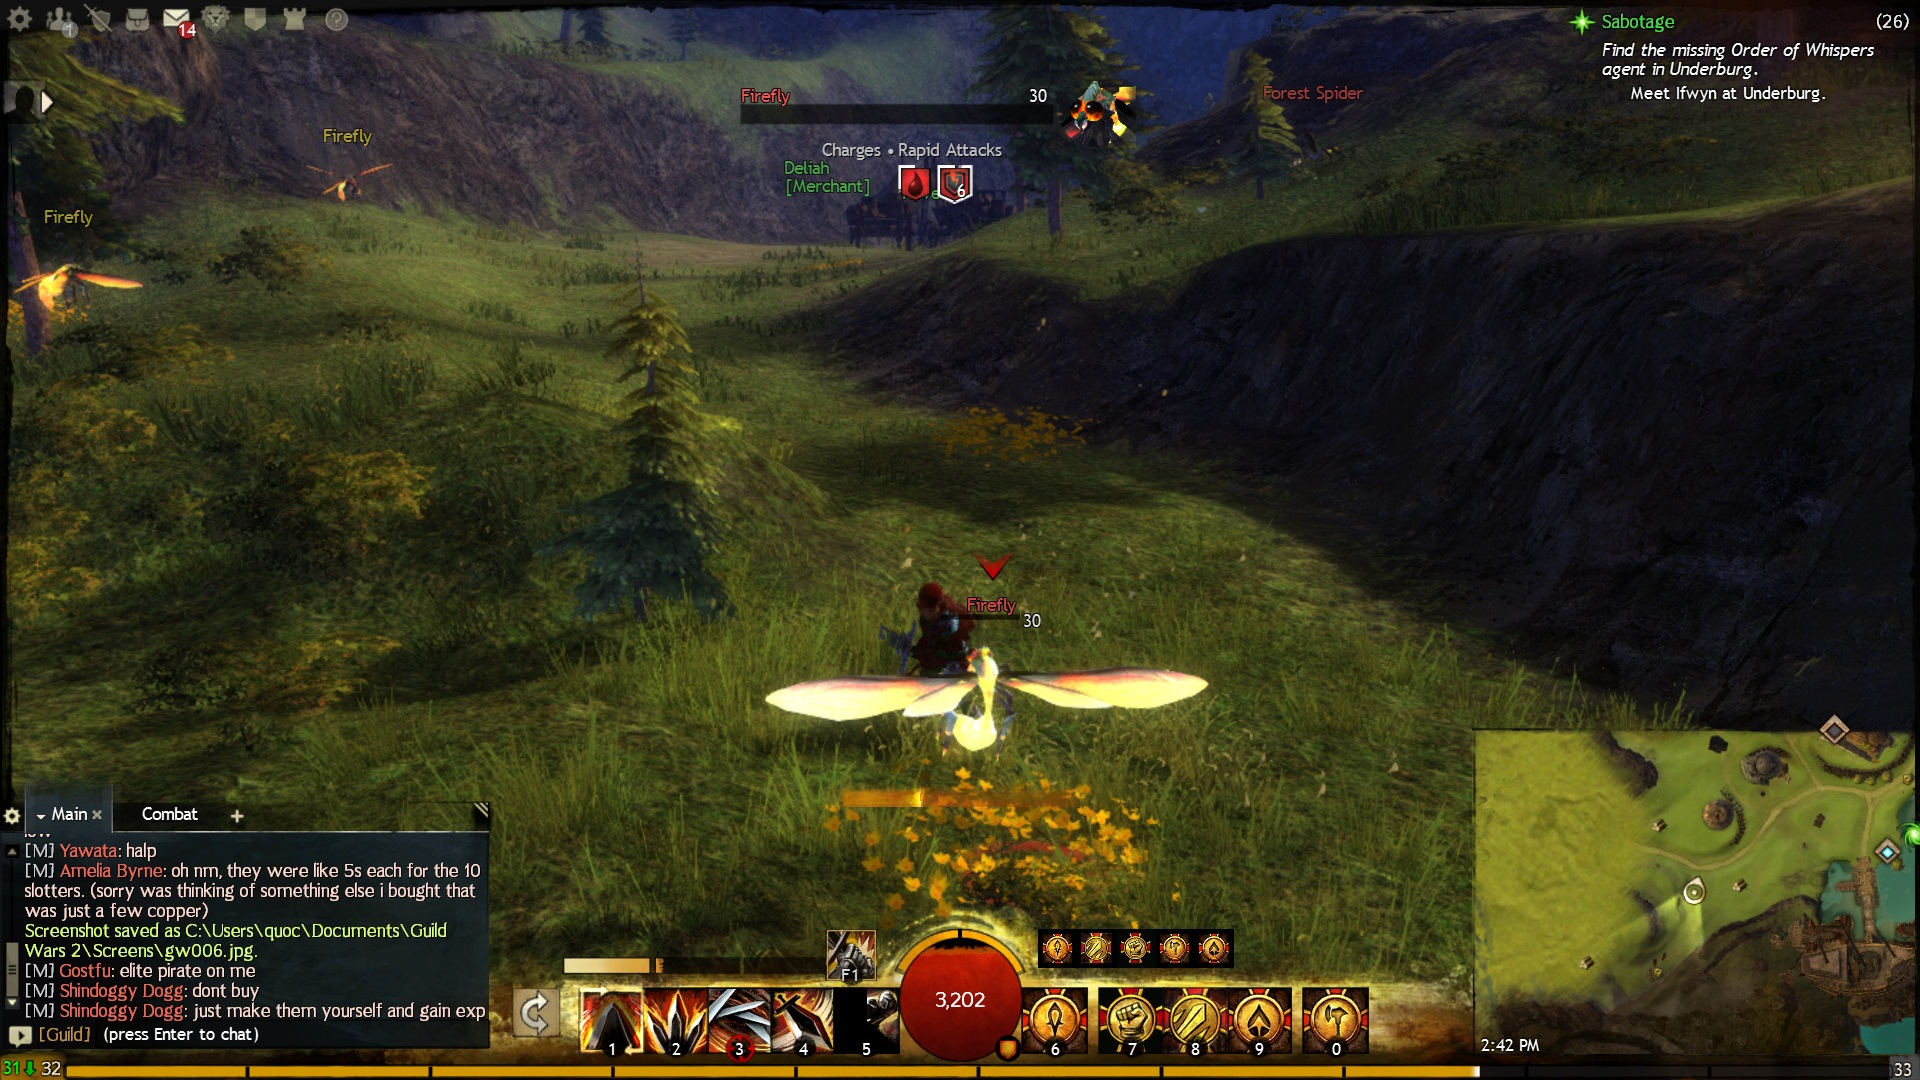 1
14
Sabotage
(26)
Find the missing Order of Whispers
agent in Underburg.
Meet Ifwyn at Underburg.
Firefly
30
Forest Spider
Firefly
Charges • Rapid Attacks
Deliah
[Merchant]
6
Firefly
Firefly
30
Main
Combat
[M] Yawata: halp
[M] Amelia Byrne: oh nm, they were like 5s each for the 10
slotters. (sorry was thinking of something else i bought that
was just a few copper)
Screenshot saved as C:\Users\quoc\Documents\Guild
Wars 2\Screens\gw006.jpg.
[M] Gostfu: elite pirate on me
[M] Shindoggy Dogg: dont buy
[M] Shindoggy Dogg: just make them yourself and gain exp
[Guild] (press Enter to chat)
F1
3,202
1 2 3 4 5 6 7 8 9 0
2:42 PM
31 32
33